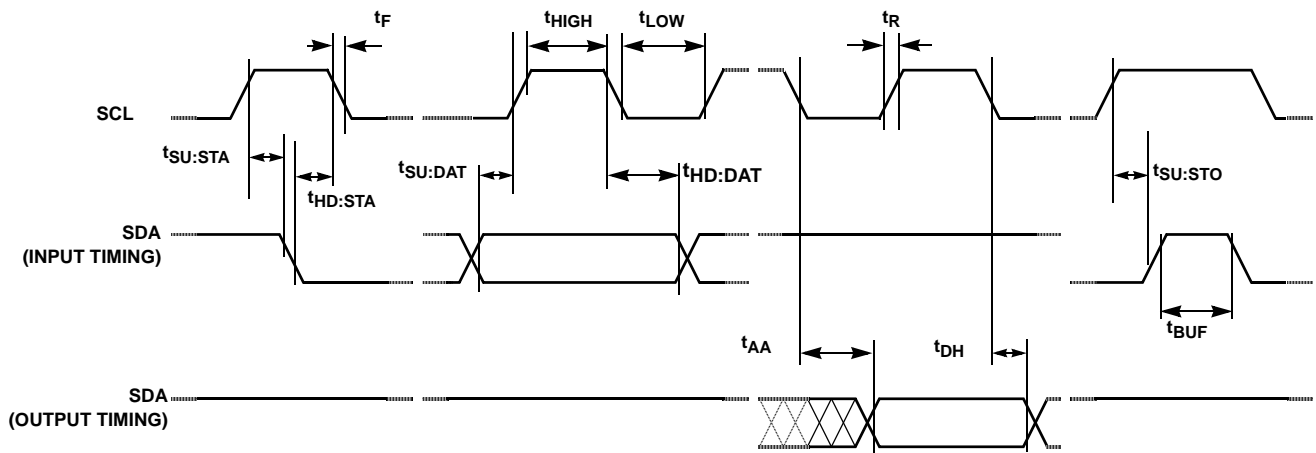 tF
tHIGH
tLOW
tR
SCL
tSU:STA
tHD:STA
tSU:DAT
tHD:DAT
tSU:STO
SDA
(INPUT TIMING)
tBUF
tAA
tDH
SDA
(OUTPUT TIMING)